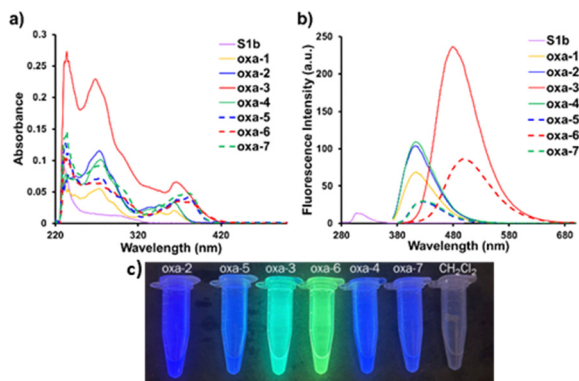 a)
S1b
oxa-1
oxa-2
oxa-3
oxa-4
oxa-5
oxa-6
oxa-7
Absorbance
0.3
0.25
0.2
0.15
0.1
0.05
0
220
320
420
Wavelength (nm)
b)
S1b
oxa-1
oxa-2
oxa-3
oxa-4
oxa-5
oxa-6
oxa-7
Fluorescence Intensity (a.u.)
250
200
150
100
50
0
280
380
480
580
680
Wavelength (nm)
c)
oxa-2 oxa-5 oxa-3 oxa-6 oxa-4 oxa-7 CH2Cl2